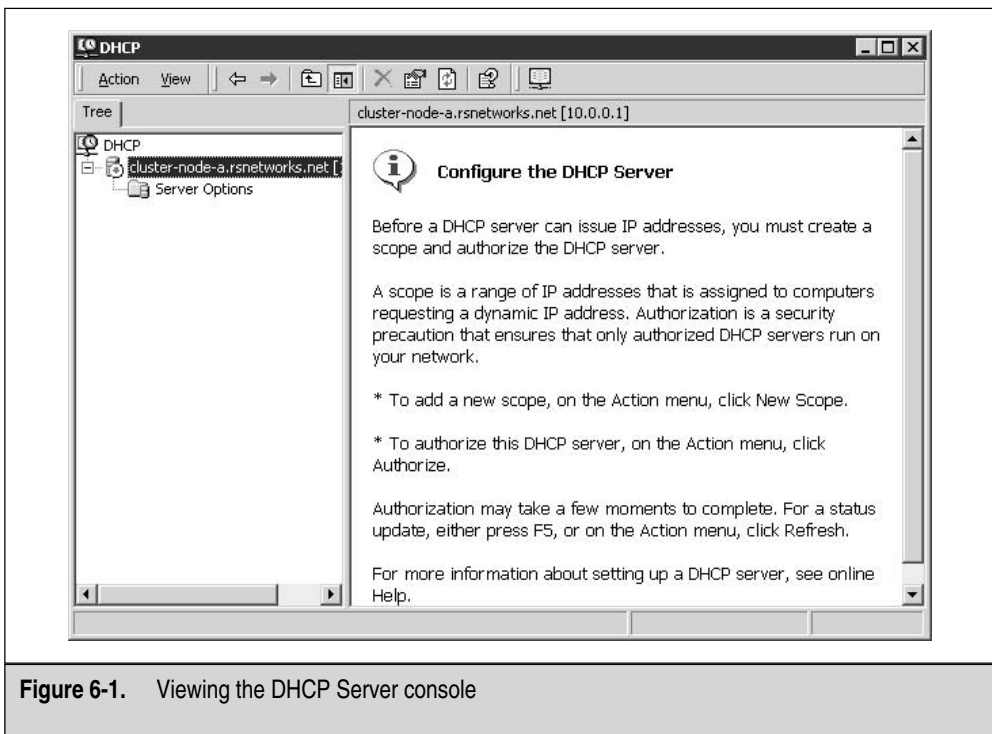 DHCP
Action View
Tree
cluster-node-a.rsnetworks.net [10.0.0.1]
DHCP
cluster-node-a.rsnetworks.net [
Server Options
Configure the DHCP Server
Before a DHCP server can issue IP addresses, you must create a
scope and authorize the DHCP server.
A scope is a range of IP addresses that is assigned to computers
requesting a dynamic IP address. Authorization is a security
precaution that ensures that only authorized DHCP servers run on
your network.
* To add a new scope, on the Action menu, click New Scope.
* To authorize this DHCP server, on the Action menu, click
Authorize.
Authorization may take a few moments to complete. For a status
update, either press F5, or on the Action menu, click Refresh.
For more information about setting up a DHCP server, see online
Help.
Figure 6-1. Viewing the DHCP Server console